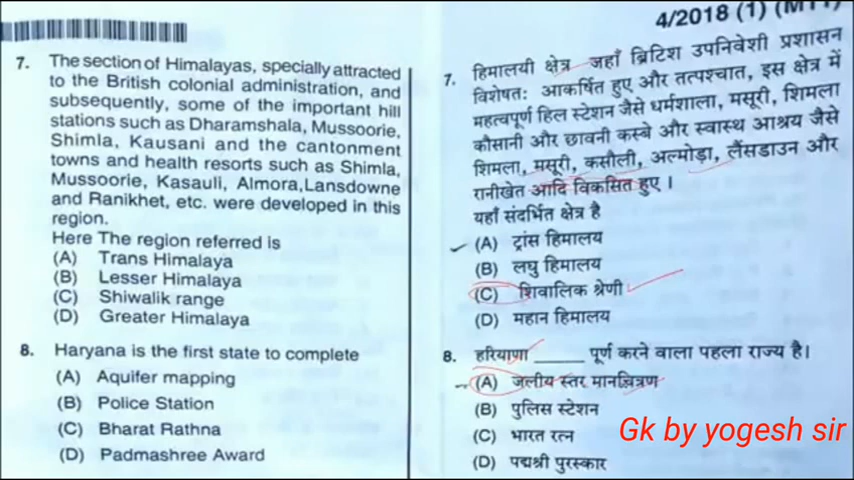 7. The section of Himalayas, specially attracted
to the British colonial administration, and
subsequently, some of the important hill
stations such as Dharamshala, Mussoorie,
Shimla, Kausani and the cantonment
towns and health resorts such as Shimla,
Mussoorie, Kasauli, Almora,Lansdowne
and Ranikhet, etc. were developed in this
region.
Here The region referred is
(A) Trans Himalaya
(B) Lesser Himalaya
(C) Shiwalik range
(D) Greater Himalaya
8. Haryana is the first state to complete
(A) Aquifer mapping
(B) Police Station
(C) Bharat Rathna
(D) Padmashree Award
4/2018 (1) (MTT)
7. हिमालयी क्षेत्र जहाँ ब्रिटिश उपनिवेशी प्रशासन
विशेषत: आकर्षित हुए और तत्पश्चात, इस क्षेत्र में
महत्वपूर्ण हिल स्टेशन जैसे धर्मशाला, मसूरी, शिमला
कौसानी और छावनी कस्बे और स्वास्थ आश्रय जैसे
शिमला, मसूरी, कसौली, अल्मोड़ा, लैंसडाउन और
रानीखेत आदि विकसित हुए ।
यहाँ संदर्भित क्षेत्र है
(A) ट्रांस हिमालय
(B) लघु हिमालय
(C) शिवालिक श्रेणी
(D) महान हिमालय
8. हरियाणा _____ पूर्ण करने वाला पहला राज्य है।
(A) जलीय स्तर मानचित्रण
(B) पुलिस स्टेशन
(C) भारत रत्न
(D) पद्मश्री पुरस्कार
Gk by yogesh sir